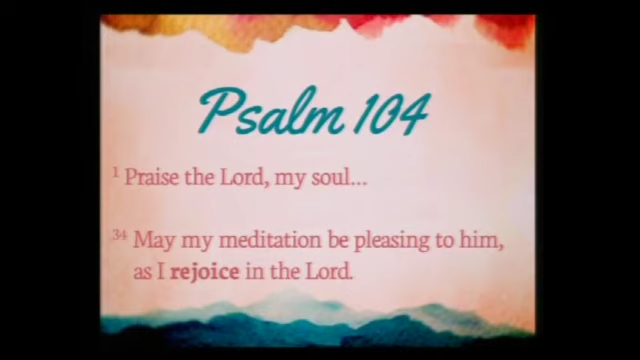 Psalm 104
1 Praise the Lord, my soul...
34 May my meditation be pleasing to him,
as I rejoice in the Lord.